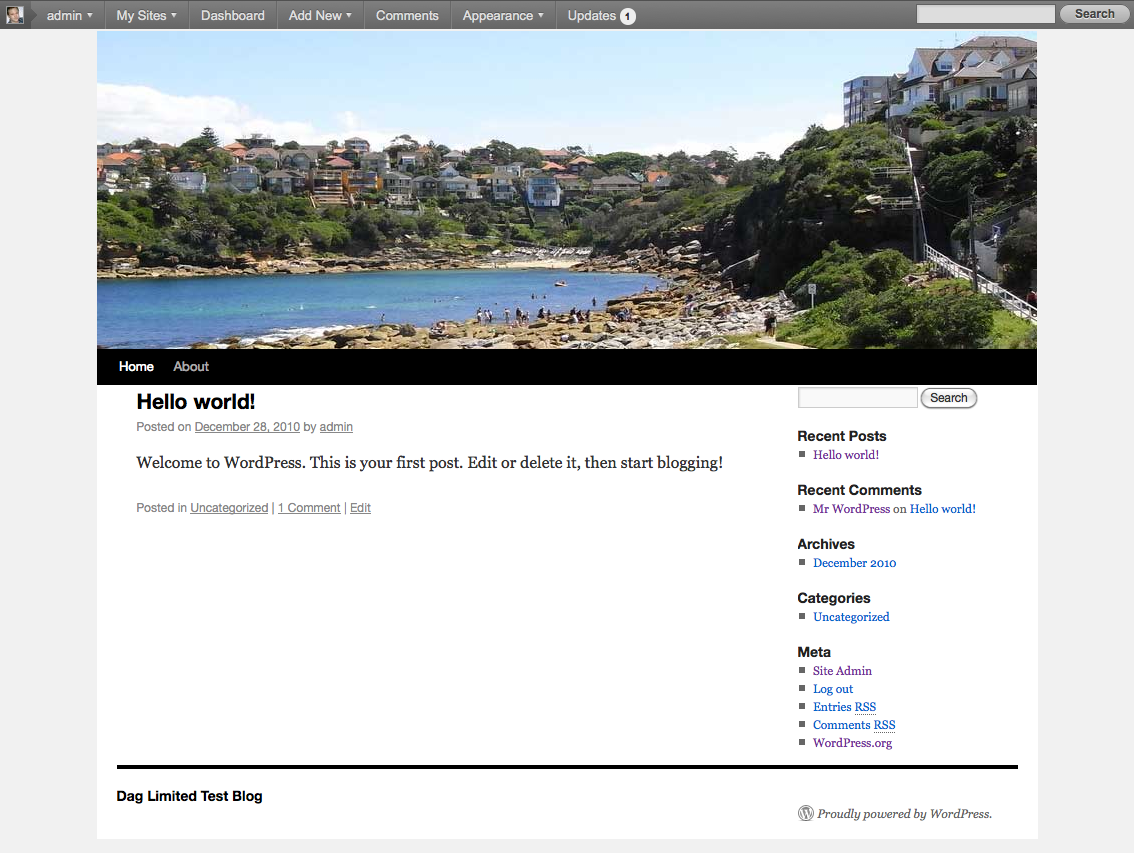 admin My Sites Dashboard Add New Comments Appearance Updates 1 Search
Home About
Hello world!
Posted on December 28, 2010 by admin
Welcome to WordPress. This is your first post. Edit or delete it, then start blogging!
Posted in Uncategorized | 1 Comment | Edit
Search
Recent Posts
Hello world!
Recent Comments
Mr WordPress on Hello world!
Archives
December 2010
Categories
Uncategorized
Meta
Site Admin
Log out
Entries RSS
Comments RSS
WordPress.org
Dag Limited Test Blog
Proudly powered by WordPress.